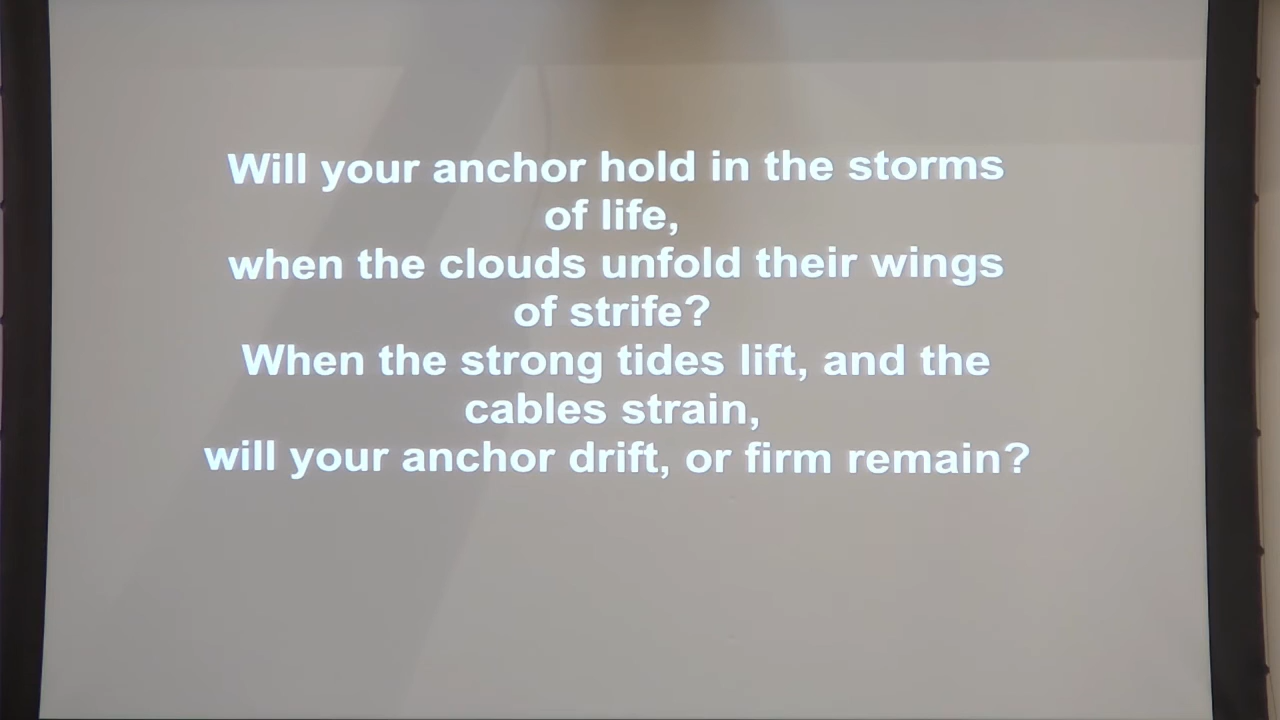 Will your anchor hold in the storms
of life,
when the clouds unfold their wings
of strife?
When the strong tides lift, and the
cables strain,
will your anchor drift, or firm remain?